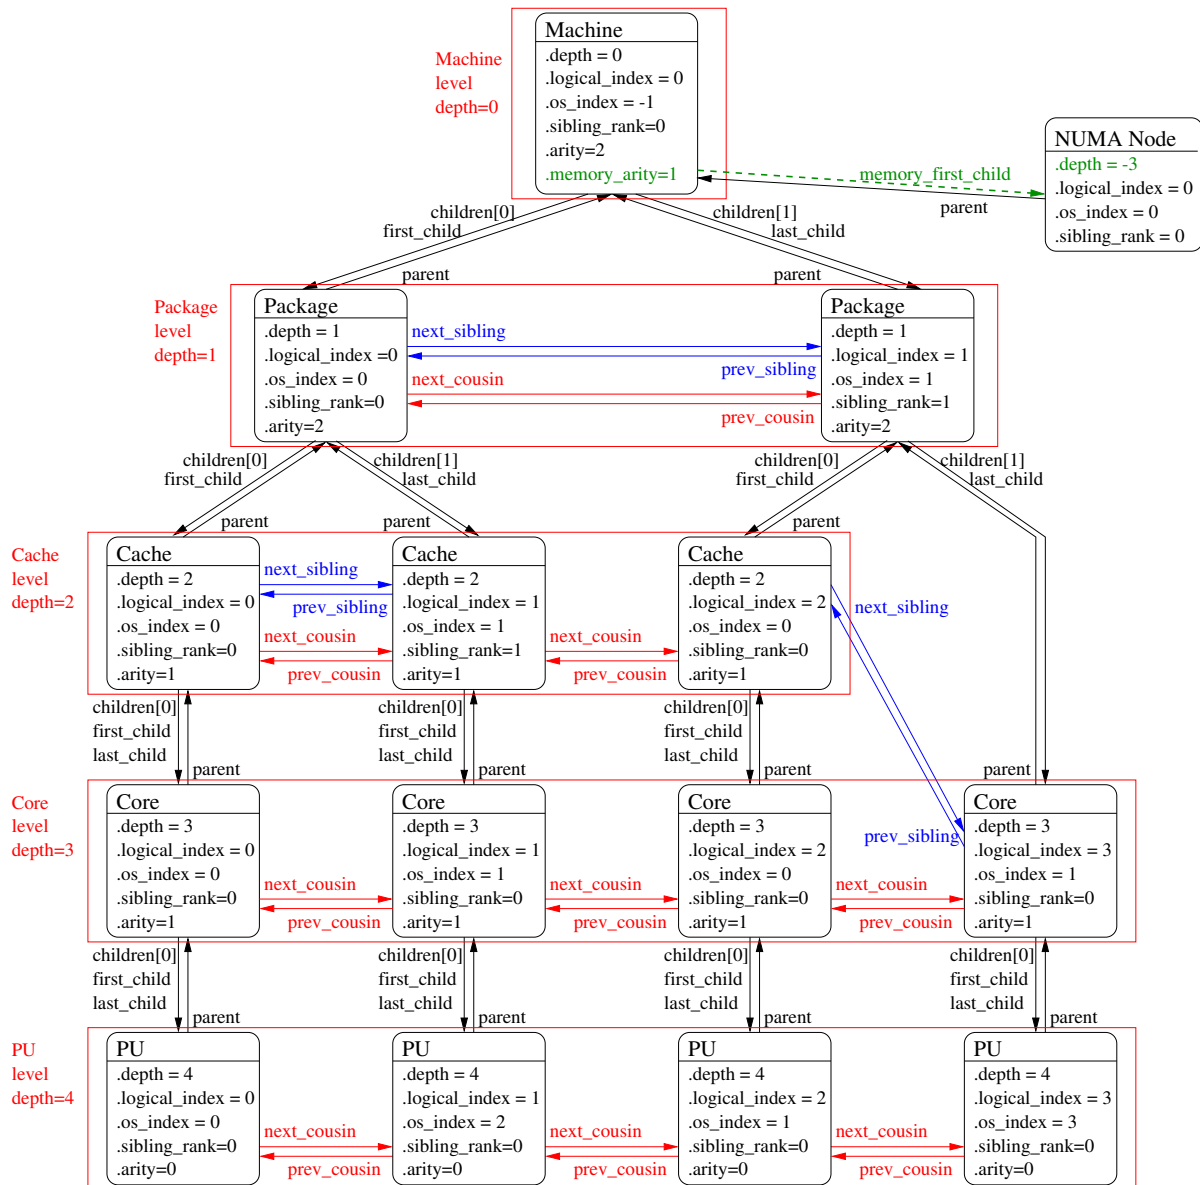 Machine
.depth = 0
.logical_index = 0
.os_index = -1
.sibling_rank=0
.arity=2
.memory_arity=1
Machine
level
depth=0
NUMA Node
.depth = -3
.logical_index = 0
.os_index = 0
.sibling_rank = 0
memory_first_child
parent
children[0]
first_child
parent
children[1]
last_child
parent
Package
level
depth=1
Package
.depth = 1
.logical_index =0
.os_index = 0
.sibling_rank=0
.arity=2
next_sibling
prev_sibling
next_cousin
prev_cousin
Package
.depth = 1
.logical_index = 1
.os_index = 1
.sibling_rank=1
.arity=2
children[0]
first_child
parent
children[1]
last_child
parent
children[0]
first_child
parent
children[1]
last_child
Cache
level
depth=2
Cache
.depth = 2
.logical_index = 0
.os_index = 0
.sibling_rank=0
.arity=1
next_sibling
prev_sibling
next_cousin
prev_cousin
Cache
.depth = 2
.logical_index = 1
.os_index = 1
.sibling_rank=1
.arity=1
next_cousin
prev_cousin
Cache
.depth = 2
.logical_index = 2
.os_index = 0
.sibling_rank=0
.arity=1
next_sibling
prev_sibling
children[0]
first_child
last_child
parent
children[0]
first_child
last_child
parent
children[0]
first_child
last_child
parent
parent
Core
level
depth=3
Core
.depth = 3
.logical_index = 0
.os_index = 0
.sibling_rank=0
.arity=1
next_cousin
prev_cousin
Core
.depth = 3
.logical_index = 1
.os_index = 1
.sibling_rank=0
.arity=1
next_cousin
prev_cousin
Core
.depth = 3
.logical_index = 2
.os_index = 0
.sibling_rank=0
.arity=1
next_cousin
prev_cousin
Core
.depth = 3
.logical_index = 3
.os_index = 1
.sibling_rank=0
.arity=1
children[0]
first_child
last_child
parent
children[0]
first_child
last_child
parent
children[0]
first_child
last_child
parent
children[0]
first_child
last_child
parent
PU
level
depth=4
PU
.depth = 4
.logical_index = 0
.os_index = 0
.sibling_rank=0
.arity=0
next_cousin
prev_cousin
PU
.depth = 4
.logical_index = 1
.os_index = 2
.sibling_rank=0
.arity=0
next_cousin
prev_cousin
PU
.depth = 4
.logical_index = 2
.os_index = 1
.sibling_rank=0
.arity=0
next_cousin
prev_cousin
PU
.depth = 4
.logical_index = 3
.os_index = 3
.sibling_rank=0
.arity=0